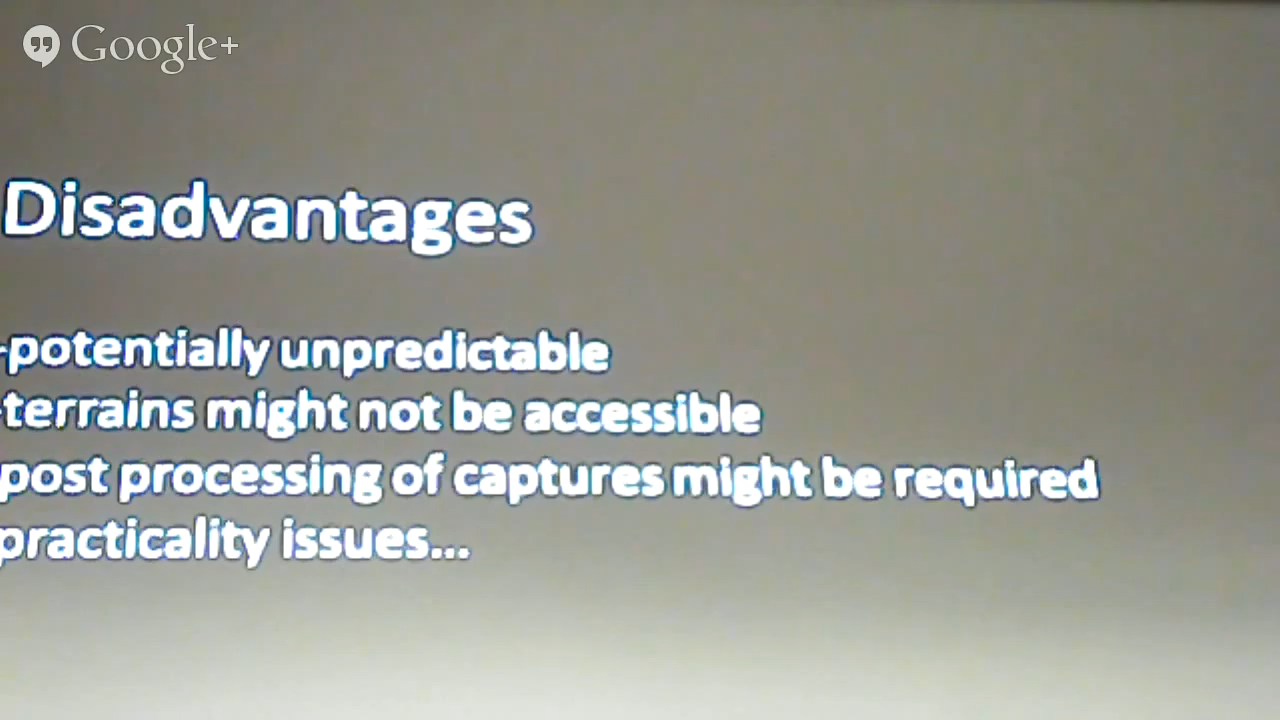 Google+
Disadvantages
-potentially unpredictable
-terrains might not be accessible
post processing of captures might be required
practicality issues...